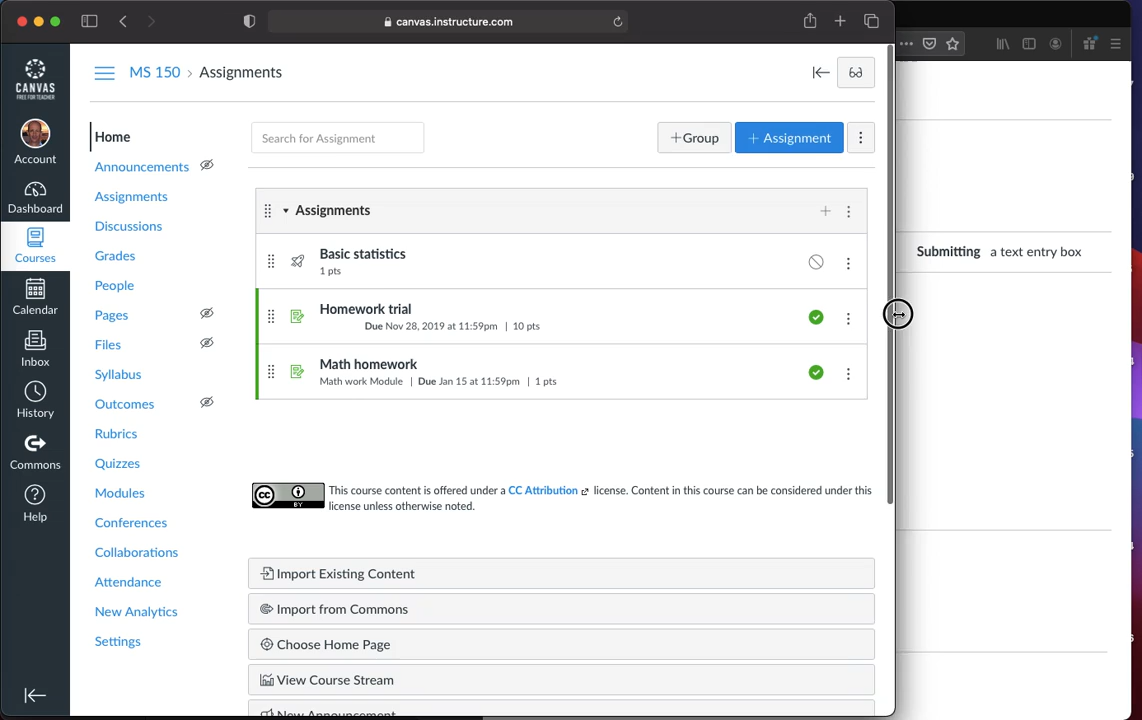 canvas.instructure.com
CANVAS
FREE FOR TEACHER
Account
Dashboard
Courses
Calendar
Inbox
History
Commons
Help
MS 150 › Assignments
Home
Announcements
Assignments
Discussions
Grades
People
Pages
Files
Syllabus
Outcomes
Rubrics
Quizzes
Modules
Conferences
Collaborations
Attendance
New Analytics
Settings
Search for Assignment
+Group
+ Assignment
Assignments
Basic statistics
1 pts
Homework trial
Due Nov 28, 2019 at 11:59pm | 10 pts
Math homework
Math work Module | Due Jan 15 at 11:59pm | 1 pts
CC BY
This course content is offered under a CC Attribution license. Content in this course can be considered under this
license unless otherwise noted.
Import Existing Content
Import from Commons
Choose Home Page
View Course Stream
New Announcement
Submitting a text entry box